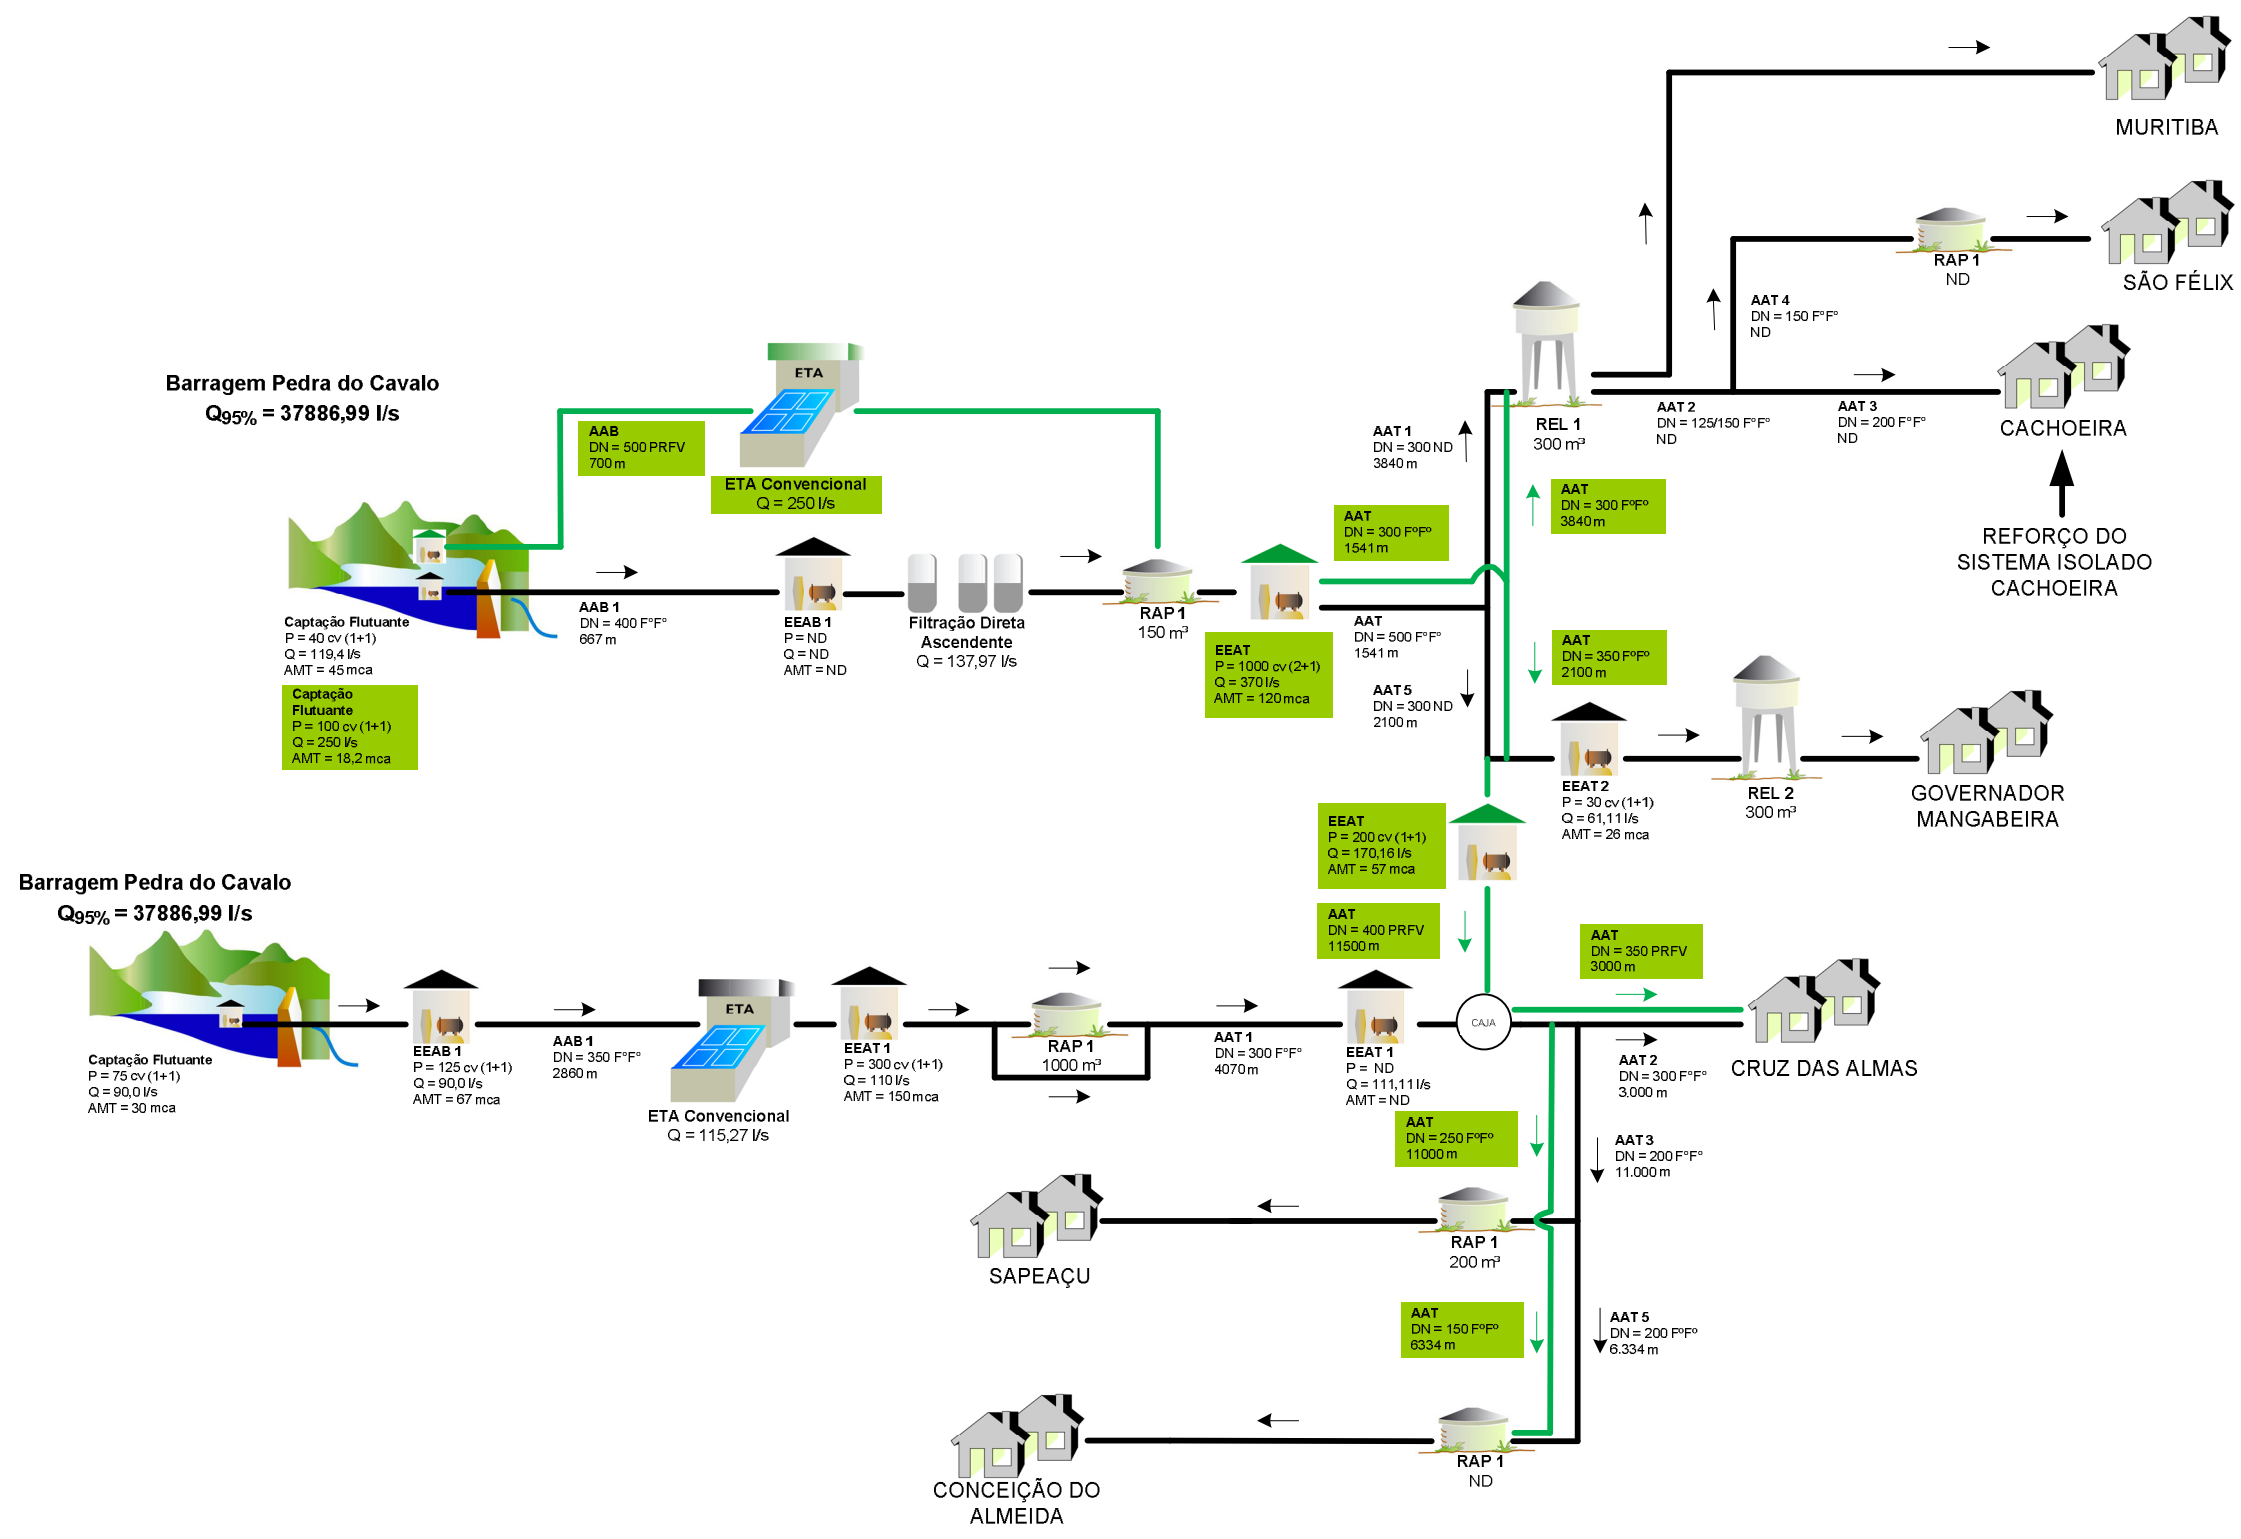 MURITIBA
RAP 1
ND
SÃO FÉLIX
AAT 4
DN = 150 F°F°
ND
Barragem Pedra do Cavalo
Q95% = 37886,99 l/s
ETA
AAB
DN = 500 PRFV
700 m
ETA Convencional
Q = 250 l/s
REL 1
300 m³
AAT 1
DN = 300 ND
3840 m
AAT 2
DN = 125/150 F°F°
ND
AAT 3
DN = 200 F°F°
ND
CACHOEIRA
REFORÇO DO
SISTEMA ISOLADO
CACHOEIRA
AAT
DN = 300 FºFº
1541 m
AAT
DN = 300 FºFº
3840 m
Captação Flutuante
P = 40 cv (1+1)
Q = 119,4 l/s
AMT = 45 mca
Captação
Flutuante
P = 100 cv (1+1)
Q = 250 l/s
AMT = 18,2 mca
AAB 1
DN = 400 F°F°
667 m
EEAB 1
P = ND
Q = ND
AMT = ND
Filtração Direta
Ascendente
Q = 137,97 l/s
RAP 1
150 m³
EEAT
P = 1000 cv (2+1)
Q = 370 l/s
AMT = 120 mca
AAT
DN = 500 F°F°
1541 m
AAT 5
DN = 300 ND
2100 m
AAT
DN = 350 FºFº
2100 m
EEAT 2
P = 30 cv (1+1)
Q = 61,11 l/s
AMT = 26 mca
REL 2
300 m³
GOVERNADOR
MANGABEIRA
EEAT
P = 200 cv (1+1)
Q = 170,16 l/s
AMT = 57 mca
AAT
DN = 400 PRFV
11500 m
Barragem Pedra do Cavalo
Q95% = 37886,99 l/s
Captação Flutuante
P = 75 cv (1+1)
Q = 90,0 l/s
AMT = 30 mca
EEAB 1
P = 125 cv (1+1)
Q = 90,0 l/s
AMT = 67 mca
AAB 1
DN = 350 F°F°
2860 m
ETA
ETA Convencional
Q = 115,27 l/s
EEAT 1
P = 300 cv (1+1)
Q = 110 l/s
AMT = 150 mca
RAP 1
1000 m³
AAT 1
DN = 300 F°F°
4070 m
EEAT 1
P = ND
Q = 111,11 l/s
AMT = ND
CAJA
AAT
DN = 350 PRFV
3000 m
AAT 2
DN = 300 F°F°
3.000 m
CRUZ DAS ALMAS
AAT
DN = 250 FºFº
11000 m
AAT 3
DN = 200 F°F°
11.000 m
SAPEAÇU
RAP 1
200 m³
AAT
DN = 150 FºFº
6334 m
AAT 5
DN = 200 FºFº
6.334 m
CONCEIÇÃO DO
ALMEIDA
RAP 1
ND